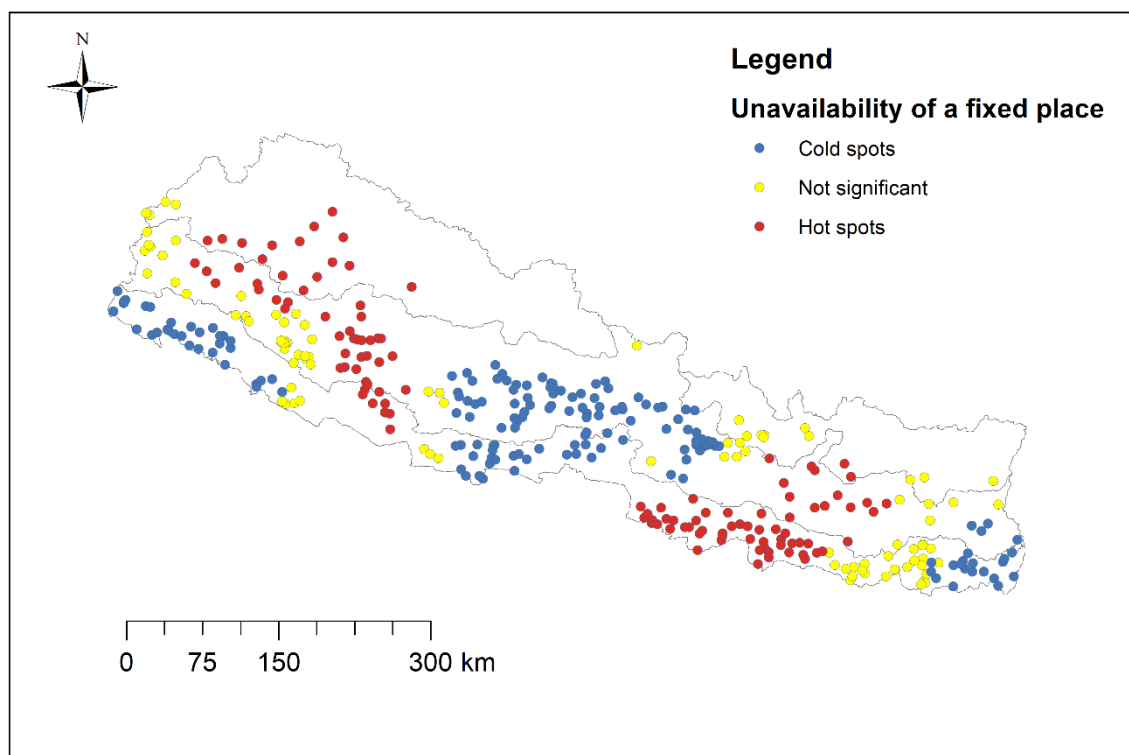 N
Legend
Unavailability of a fixed place
Cold spots
Not significant
Hot spots
0 75 150 300 km